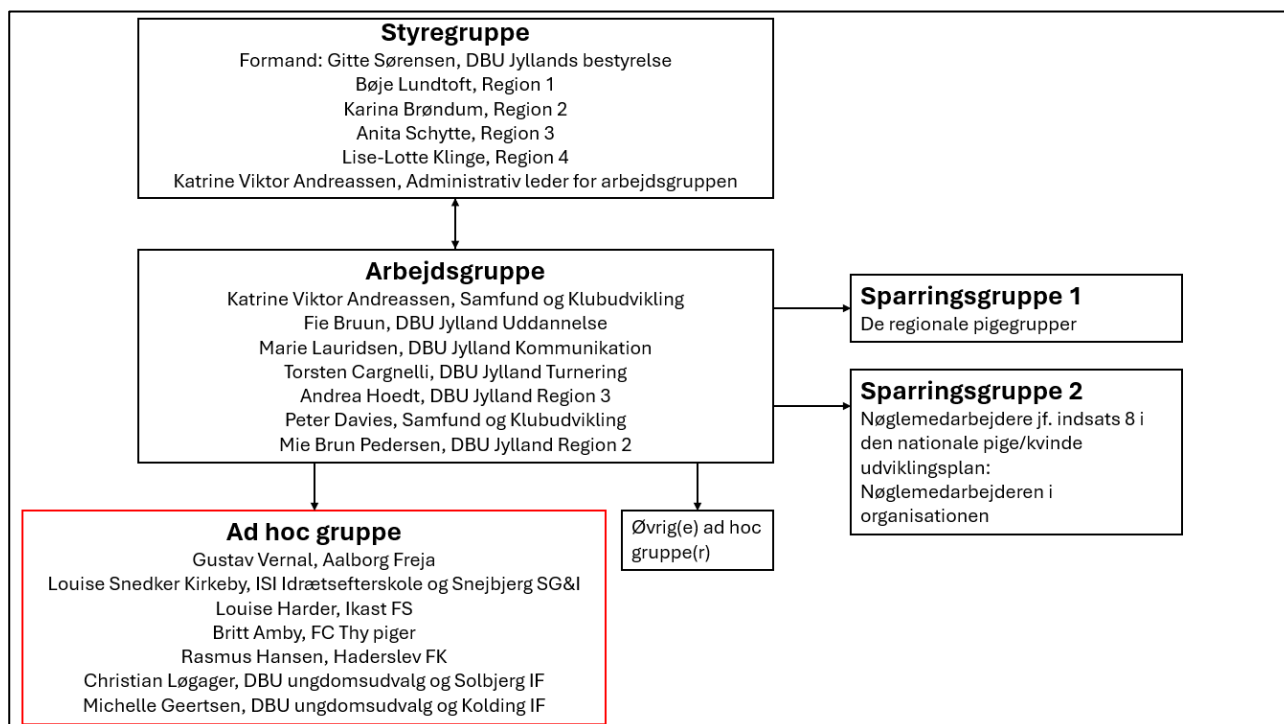 Styregruppe
Formand: Gitte Sørensen, DBU Jyllands bestyrelse
Bøje Lundtoft, Region 1
Karina Brøndum, Region 2
Anita Schytte, Region 3
Lise-Lotte Klinge, Region 4
Katrine Viktor Andreassen, Administrativ leder for arbejdsgruppen
Arbejdsgruppe
Katrine Viktor Andreassen, Samfund og Klubudvikling
Fie Bruun, DBU Jylland Uddannelse
Marie Lauridsen, DBU Jylland Kommunikation
Torsten Cargnelli, DBU Jylland Turnering
Andrea Hoedt, DBU Jylland Region 3
Peter Davies, Samfund og Klubudvikling
Mie Brun Pedersen, DBU Jylland Region 2
Sparringsgruppe 1
De regionale pigegrupper
Sparringsgruppe 2
Nøglemedarbejdere jf. indsats 8 i
den nationale pige/kvinde
udviklingsplan:
Nøglemedarbejderen i
organisationen
Ad hoc gruppe
Gustav Vernal, Aalborg Freja
Louise Snedker Kirkeby, ISI Idrætsefterskole og Snejbjerg SG&I
Louise Harder, Ikast FS
Britt Amby, FC Thy piger
Rasmus Hansen, Haderslev FK
Christian Løgager, DBU ungdomsudvalg og Solbjerg IF
Michelle Geertsen, DBU ungdomsudvalg og Kolding IF
Øvrig(e) ad hoc
gruppe(r)